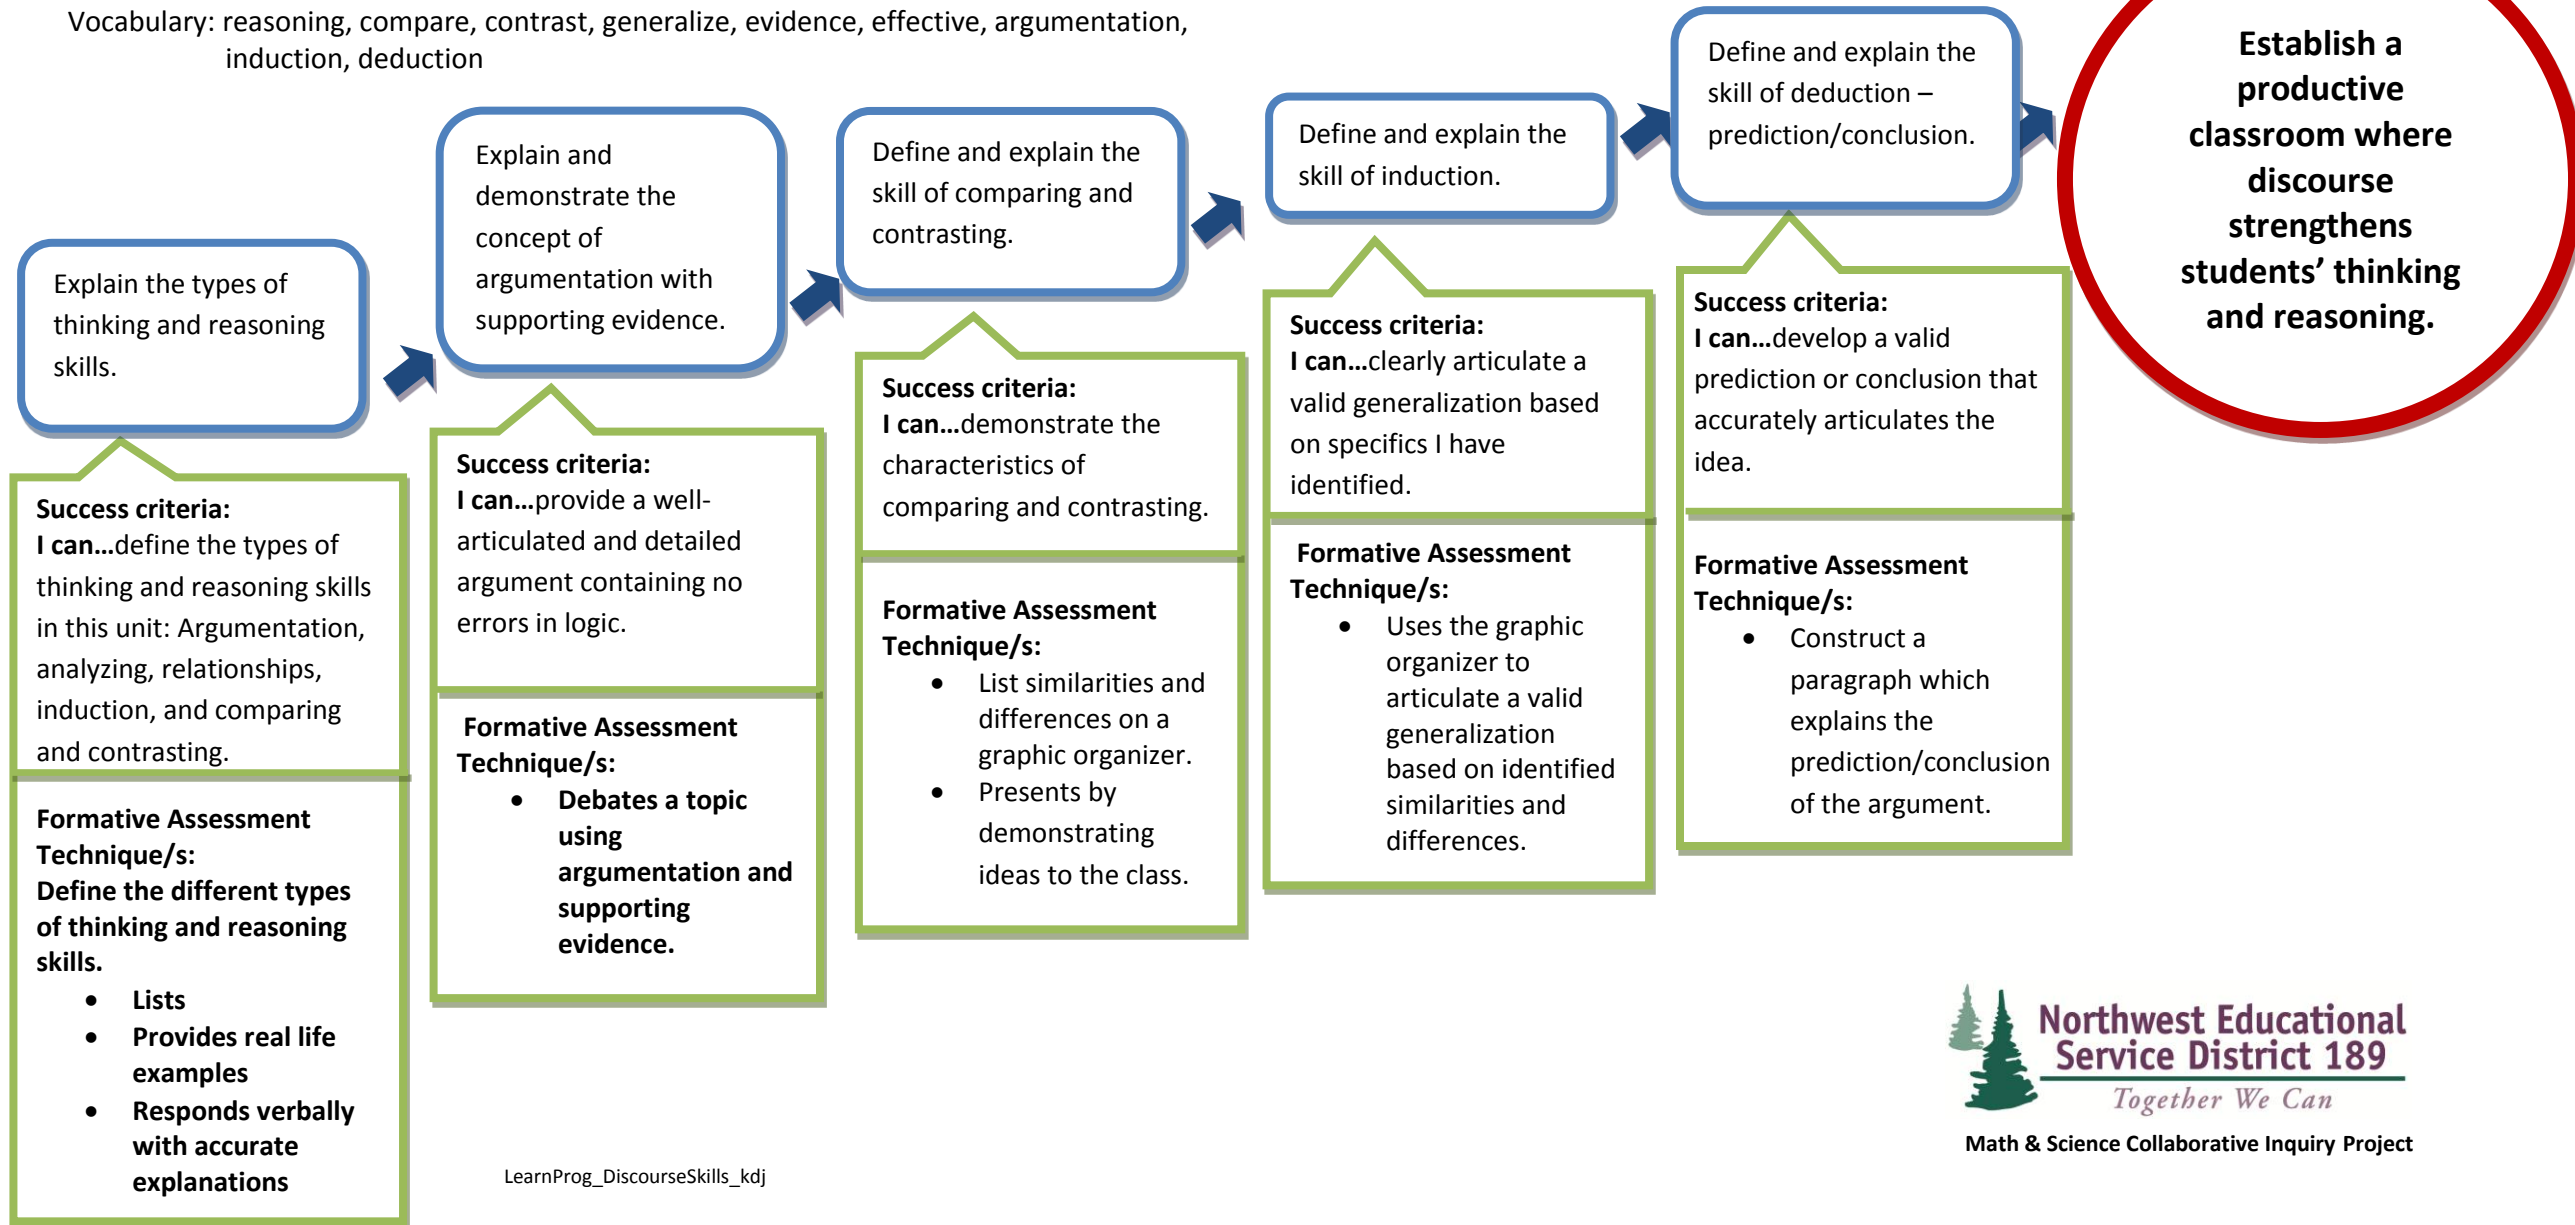 Vocabulary: reasoning, compare, contrast, generalize, evidence, effective, argumentation,
induction, deduction
Explain the types of
thinking and reasoning
skills.
Success criteria:
I can…define the types of
thinking and reasoning skills
in this unit: Argumentation,
analyzing, relationships,
induction, and comparing
and contrasting.
Formative Assessment
Technique/s:
Define the different types
of thinking and reasoning
skills.
• Lists
• Provides real life
examples
• Responds verbally
with accurate
explanations
Explain and
demonstrate the
concept of
argumentation with
supporting evidence.
Success criteria:
I can…provide a well-
articulated and detailed
argument containing no
errors in logic.
Formative Assessment
Technique/s:
• Debates a topic
using
argumentation and
supporting
evidence.
Define and explain the
skill of comparing and
contrasting.
Success criteria:
I can…demonstrate the
characteristics of
comparing and contrasting.
Formative Assessment
Technique/s:
• List similarities and
differences on a
graphic organizer.
• Presents by
demonstrating
ideas to the class.
Define and explain the
skill of induction.
Success criteria:
I can…clearly articulate a
valid generalization based
on specifics I have
identified.
Formative Assessment
Technique/s:
• Uses the graphic
organizer to
articulate a valid
generalization
based on identified
similarities and
differences.
Define and explain the
skill of deduction –
prediction/conclusion.
Success criteria:
I can…develop a valid
prediction or conclusion that
accurately articulates the
idea.
Formative Assessment
Technique/s:
• Construct a
paragraph which
explains the
prediction/conclusion
of the argument.
Establish a
productive
classroom where
discourse
strengthens
students’ thinking
and reasoning.
Northwest Educational
Service District 189
Together We Can
Math & Science Collaborative Inquiry Project
LearnProg_DiscourseSkills_kdj